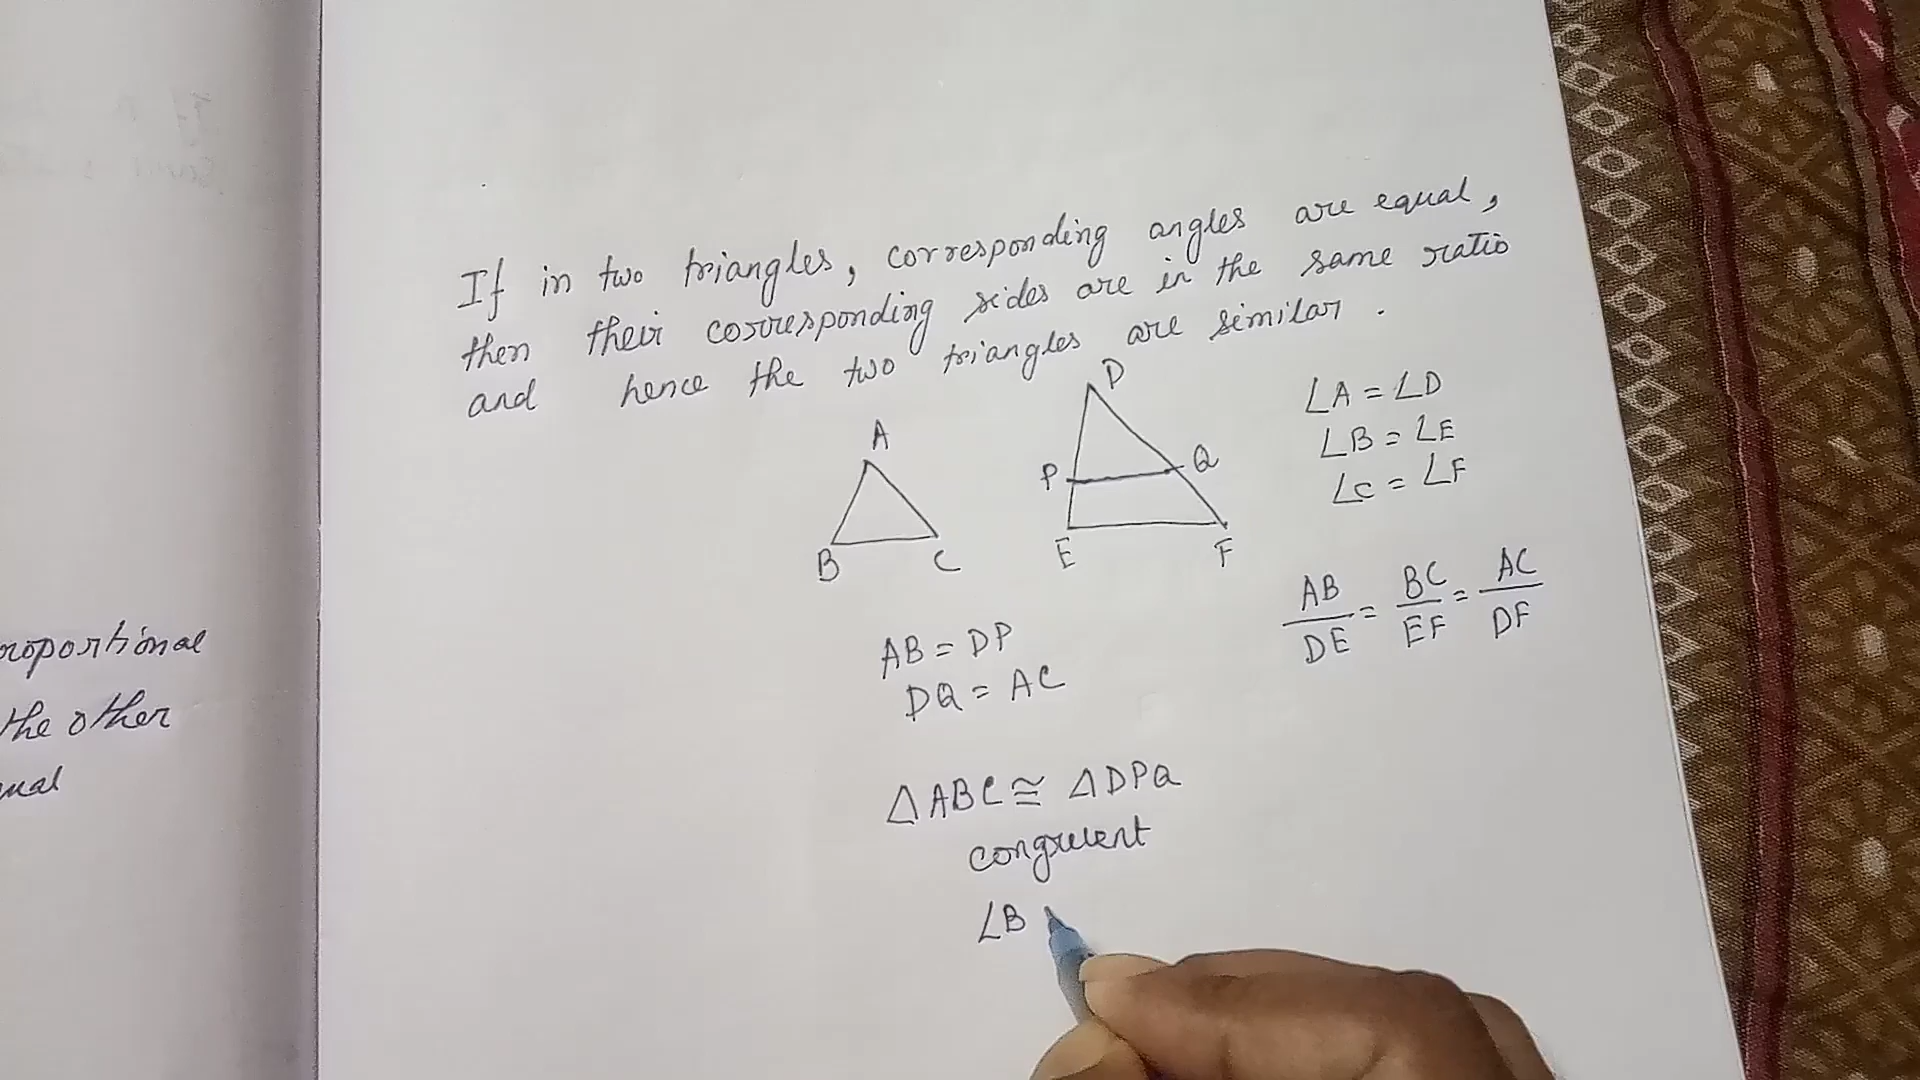 If in two triangles, corresponding angles are equal,
then their corresponding sides are in the same ratio
and hence the two triangles are similar.
A
B
C
D
P
Q
E
F
∠A = ∠D
∠B = ∠E
∠C = ∠F
AB/DE = BC/EF = AC/DF
AB = DP
DQ = AC
△ABC ≅ △DPQ
congruent
∠B
the other